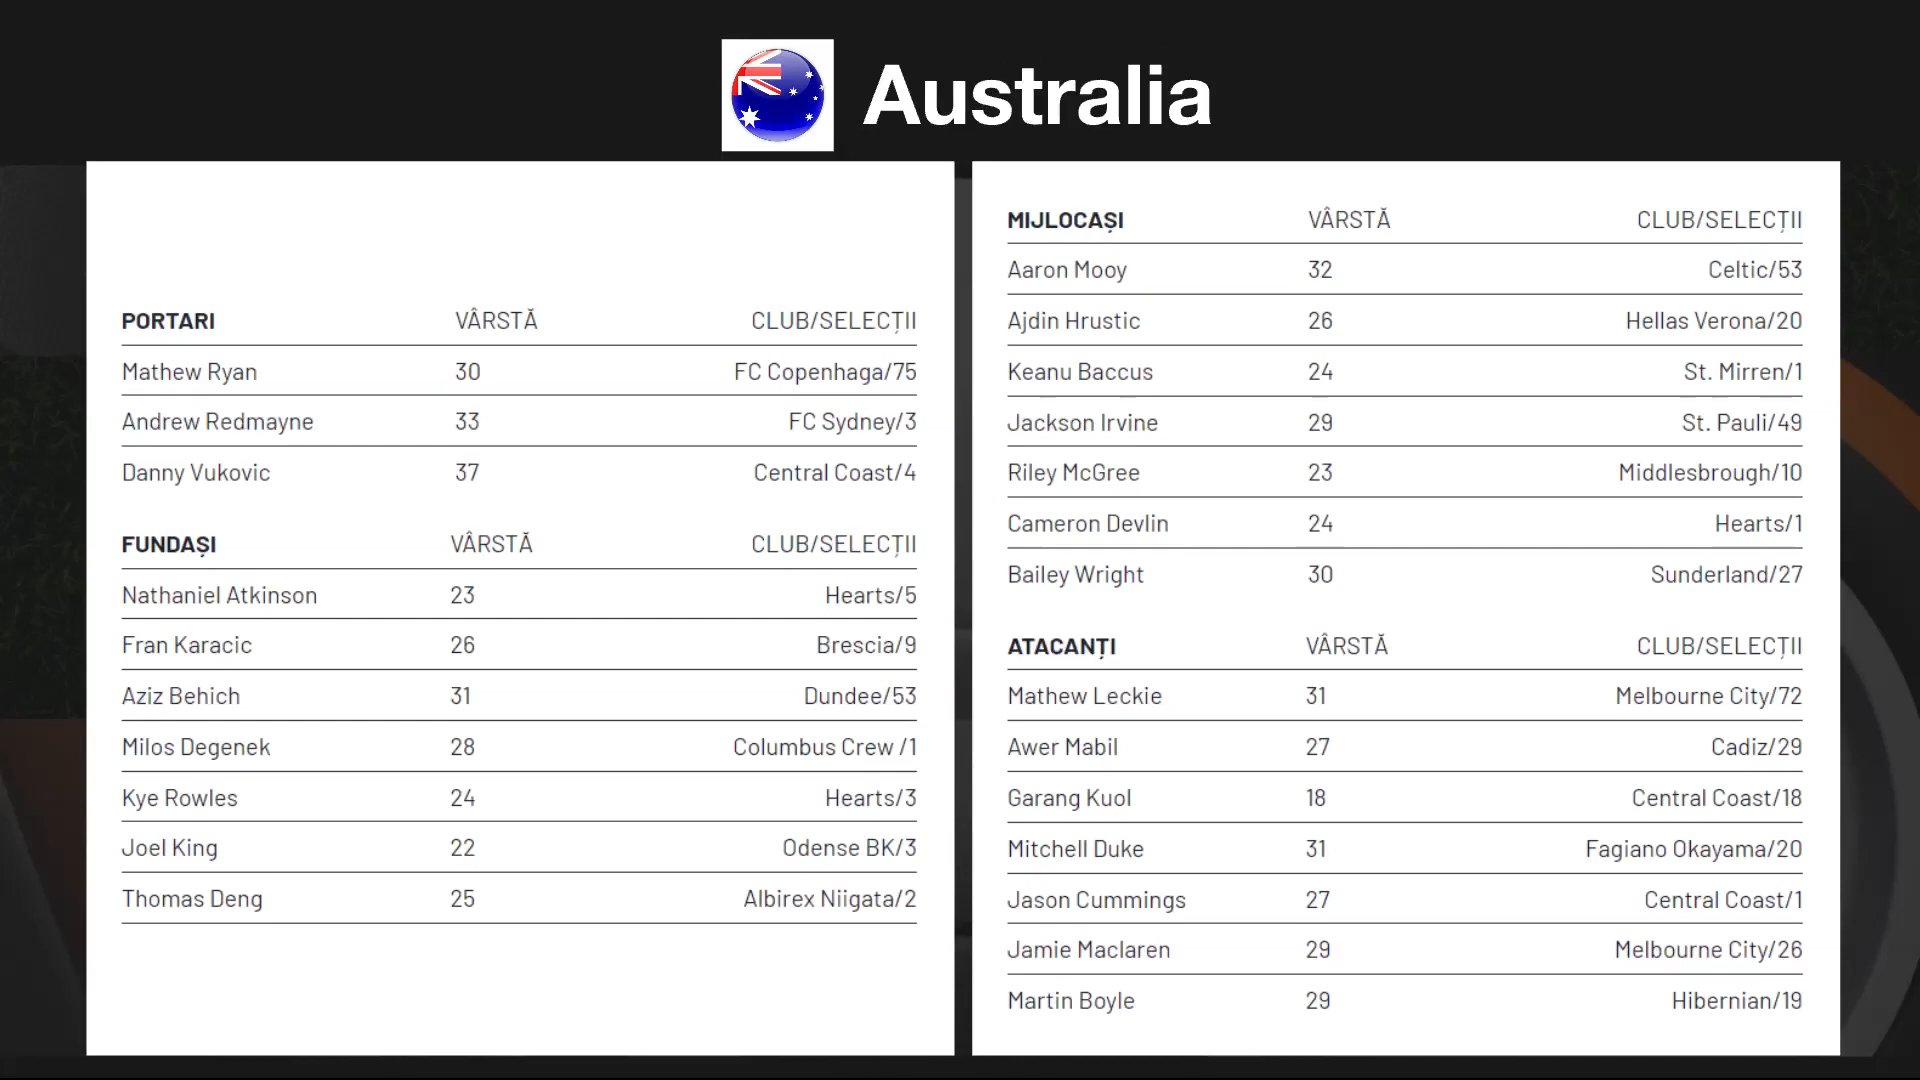 Australia
PORTARI VÂRSTĂ CLUB/SELECȚII
Mathew Ryan 30 FC Copenhaga/75
Andrew Redmayne 33 FC Sydney/3
Danny Vukovic 37 Central Coast/4
FUNDAȘI VÂRSTĂ CLUB/SELECȚII
Nathaniel Atkinson 23 Hearts/5
Fran Karacic 26 Brescia/9
Aziz Behich 31 Dundee/53
Milos Degenek 28 Columbus Crew /1
Kye Rowles 24 Hearts/3
Joel King 22 Odense BK/3
Thomas Deng 25 Albirex Niigata/2
MIJLOCAȘI VÂRSTĂ CLUB/SELECȚII
Aaron Mooy 32 Celtic/53
Ajdin Hrustic 26 Hellas Verona/20
Keanu Baccus 24 St. Mirren/1
Jackson Irvine 29 St. Pauli/49
Riley McGree 23 Middlesbrough/10
Cameron Devlin 24 Hearts/1
Bailey Wright 30 Sunderland/27
ATACANȚI VÂRSTĂ CLUB/SELECȚII
Mathew Leckie 31 Melbourne City/72
Awer Mabil 27 Cadiz/29
Garang Kuol 18 Central Coast/18
Mitchell Duke 31 Fagiano Okayama/20
Jason Cummings 27 Central Coast/1
Jamie Maclaren 29 Melbourne City/26
Martin Boyle 29 Hibernian/19